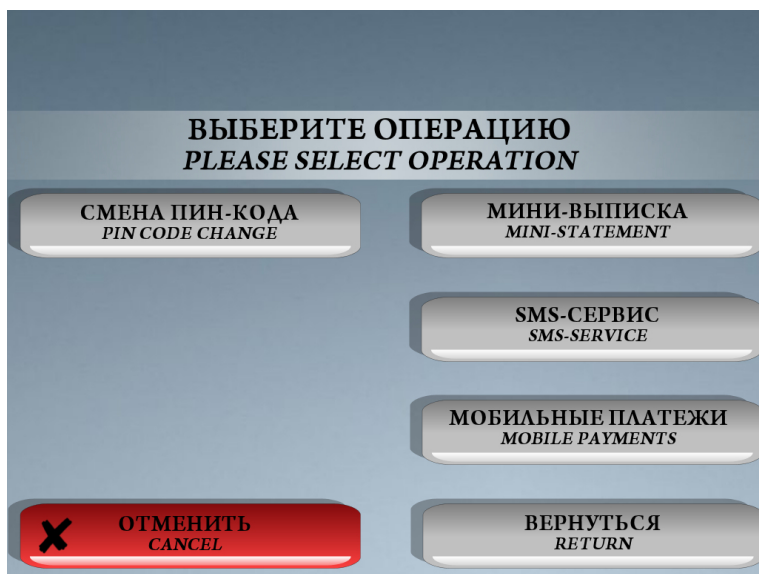 ВЫБЕРИТЕ ОПЕРАЦИЮ
PLEASE SELECT OPERATION
СМЕНА ПИН-КОДА
PIN CODE CHANGE
МИНИ-ВЫПИСКА
MINI-STATEMENT
SMS-СЕРВИС
SMS-SERVICE
МОБИЛЬНЫЕ ПЛАТЕЖИ
MOBILE PAYMENTS
ОТМЕНИТЬ
CANCEL
ВЕРНУТЬСЯ
RETURN